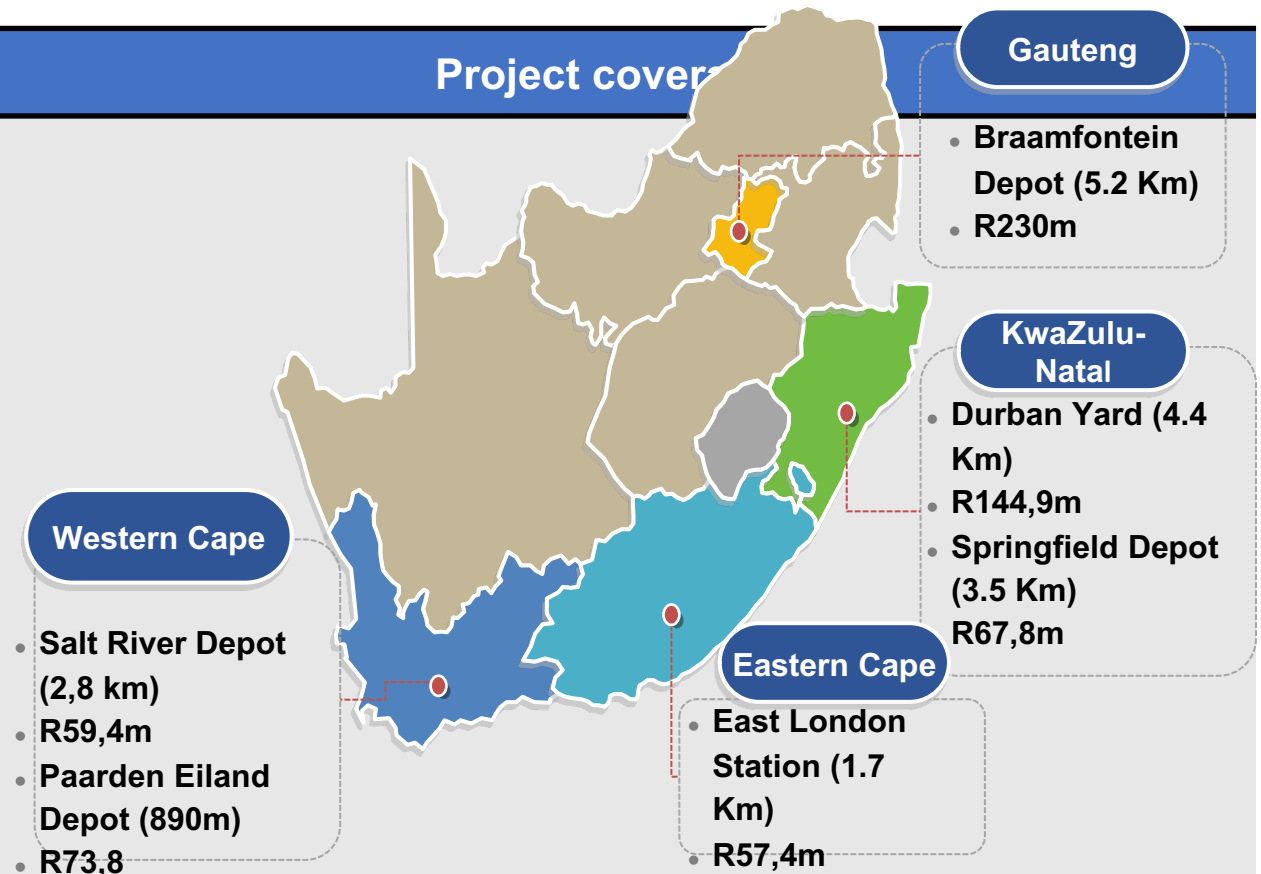 Project covera
Gauteng
• Braamfontein
Depot (5.2 Km)
• R230m
KwaZulu-
Natal
• Durban Yard (4.4
Km)
• R144,9m
• Springfield Depot
(3.5 Km)
R67,8m
Western Cape
• Salt River Depot
(2,8 km)
• R59,4m
• Paarden Eiland
Depot (890m)
• R73,8
Eastern Cape
• East London
Station (1.7
Km)
• R57,4m